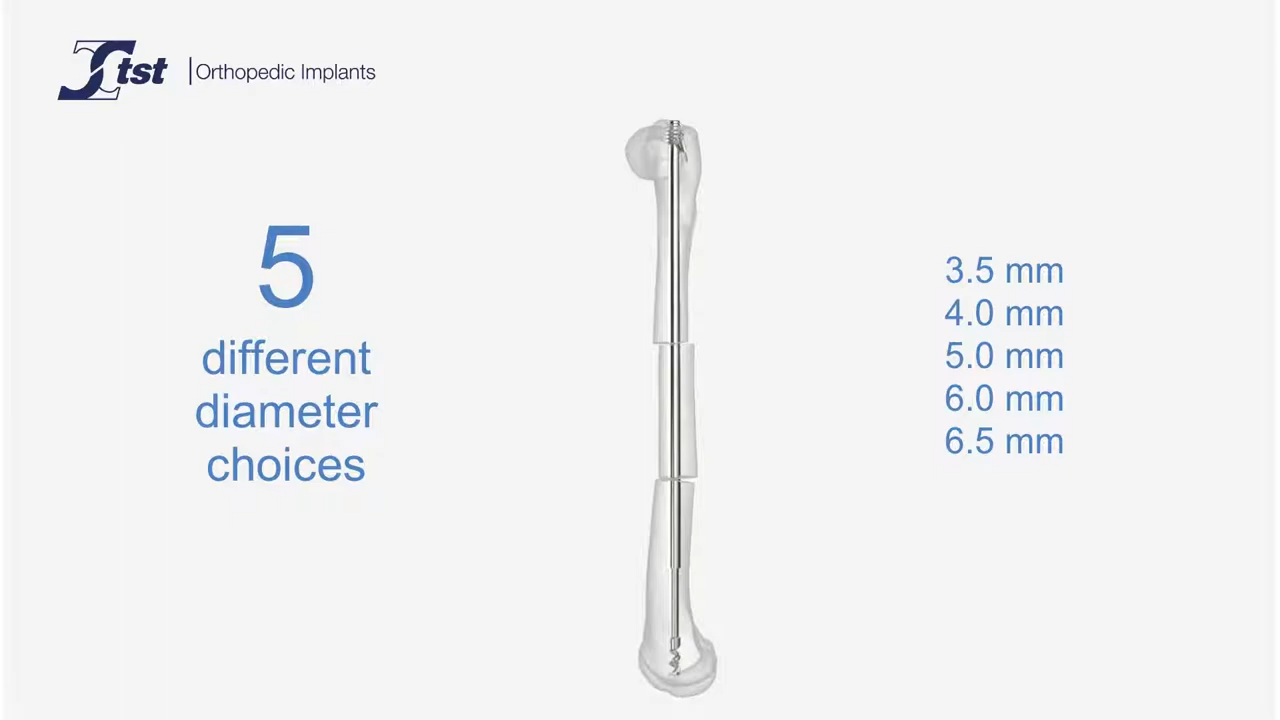 tst | Orthopedic Implants
5
different
diameter
choices
3.5 mm
4.0 mm
5.0 mm
6.0 mm
6.5 mm